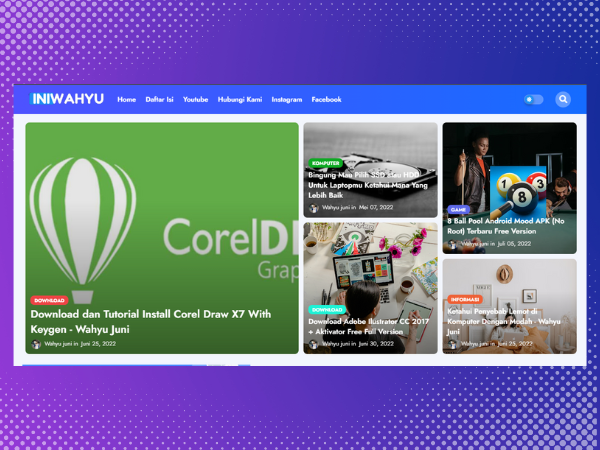 INIWAHYU
Home Daftar Isi Youtube Hubungi Kami Instagram Facebook
CorelD
Grap
DOWNLOAD
Download dan Tutorial Install Corel Draw X7 With
Keygen - Wahyu Juni
Wahyu juni in Juni 25, 2022
KOMPUTER
Bingung Mau Pilih SSD atau HDD
Untuk Laptopmu Ketahui Mana Yang
Lebih Baik
Wahyu juni in Mei 07, 2022
DOWNLOAD
Download Adobe Ilustrator CC 2017
+ Aktivator Free Full Version
Wahyu juni in Juni 30, 2022
1
3
8
GAME
8 Ball Pool Android Mood APK (No
Root) Terbaru Free Version
Wahyu juni in Juli 05, 2022
INFORMASI
Ketahui Penyebab Lemot di
Komputer Dengan Mudah - Wahyu
Juni
Wahyu juni in Juni 25, 2022